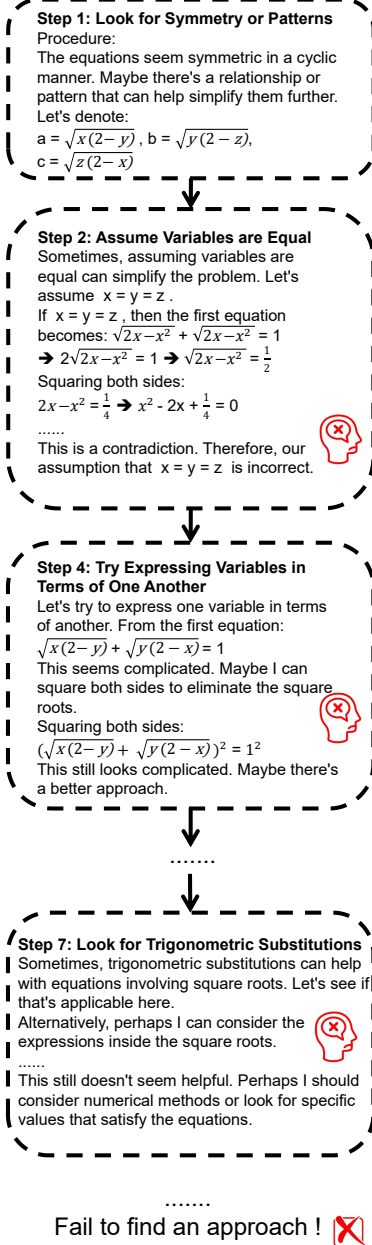 Step 1: Look for Symmetry or Patterns
Procedure:
The equations seem symmetric in a cyclic
manner. Maybe there's a relationship or
pattern that can help simplify them further.
Let's denote:
a = √(x(2− y)) , b = √(y(2 − z)),
c = √(z(2− x))
Step 2: Assume Variables are Equal
Sometimes, assuming variables are
equal can simplify the problem. Let's
assume x = y = z .
If x = y = z , then the first equation
becomes: √(2x−x²) + √(2x−x²) = 1
➔ 2√(2x−x²) = 1 ➔ √(2x−x²) = 1/2
Squaring both sides:
2x−x² = 1/4 ➔ x² - 2x + 1/4 = 0
......
This is a contradiction. Therefore, our
assumption that x = y = z is incorrect.
Step 4: Try Expressing Variables in
Terms of One Another
Let's try to express one variable in terms
of another. From the first equation:
√(x(2− y)) + √(y(2 − x)) = 1
This seems complicated. Maybe I can
square both sides to eliminate the square
roots.
Squaring both sides:
(√(x(2− y)) + √(y(2 − x)))² = 1²
This still looks complicated. Maybe there's
a better approach.
.......
Step 7: Look for Trigonometric Substitutions
Sometimes, trigonometric substitutions can help
with equations involving square roots. Let's see if
that's applicable here.
Alternatively, perhaps I can consider the
expressions inside the square roots.
......
This still doesn't seem helpful. Perhaps I should
consider numerical methods or look for specific
values that satisfy the equations.
.......
Fail to find an approach !